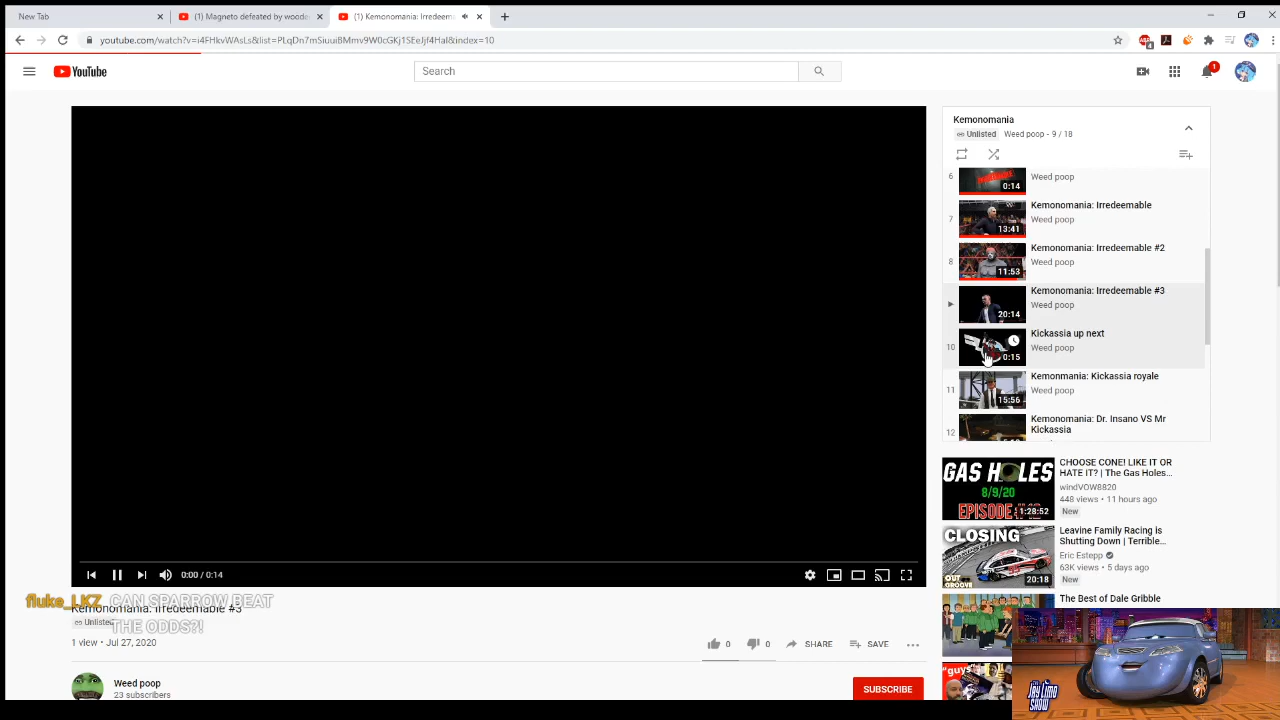 New Tab
(1) Magneto defeated by woode
(1) Kemonomania: Irredeema
youtube.com/watch?v=i4FHkvWAsLs&list=PLqDn7mSiuuiBMmv9W0cGKj1SEeJjf4Hal&index=10
4
YouTube
Search
1
Kemonomania
Unlisted Weed poop - 9 / 18
6
0:14
Weed poop
7
13:41
Kemonomania: Irredeemable
Weed poop
8
11:53
Kemonomania: Irredeemable #2
Weed poop
20:14
Kemonomania: Irredeemable #3
Weed poop
10
0:15
Kickassia up next
Weed poop
11
15:56
Kemonmania: Kickassia royale
Weed poop
12
Kemonomania: Dr. Insano VS Mr
Kickassia
GAS H LES
8/9/20
EPISODE
1:28:52
CHOOSE CONE! LIKE IT OR
HATE IT? | The Gas Holes...
windVOW8820
448 views • 11 hours ago
New
CLOSING
OUT GROOVE
20:18
Leavine Family Racing is
Shutting Down | Terrible...
Eric Estepp
63K views • 5 days ago
New
The Best of Dale Gribble
"guys
JAY LIMO
SHOW
0:00 / 0:14
fluke_LKZ CAN SPARROW BEAT
THE ODDS?!
Kemonomania: Irredeemable #3
Unlisted
1 view • Jul 27, 2020
0
0
SHARE
SAVE
Weed poop
23 subscribers
SUBSCRIBE